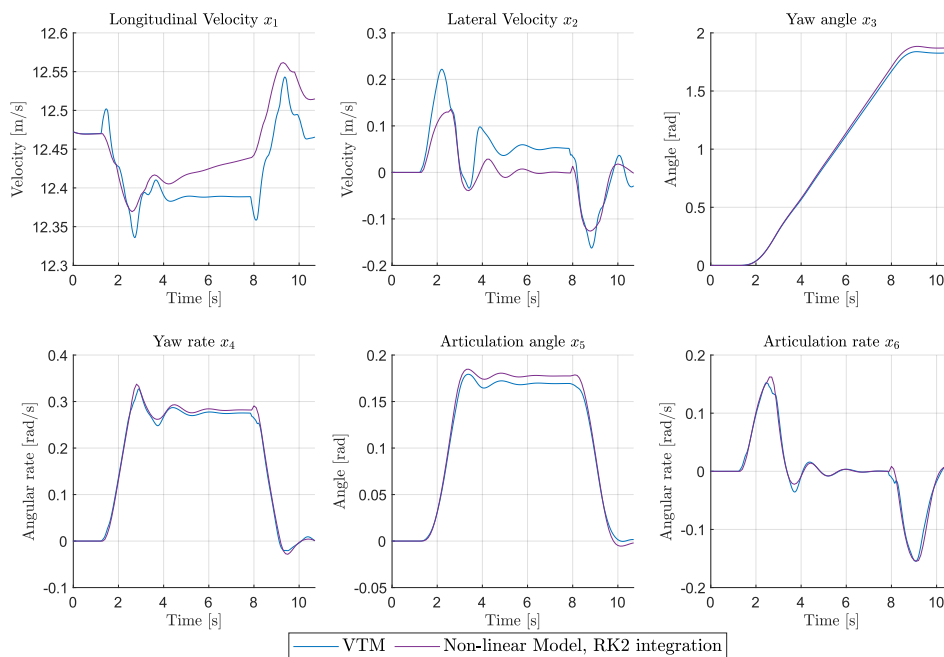 Longitudinal Velocity x₁
Lateral Velocity x₂
Yaw angle x₃
12.6
12.55
12.5
12.45
12.4
12.35
12.3
Velocity [m/s]
0 2 4 6 8 10
Time [s]
0.3
0.2
0.1
0
-0.1
-0.2
Velocity [m/s]
0 2 4 6 8 10
Time [s]
2
1.5
1
0.5
0
Angle [rad]
0 2 4 6 8 10
Time [s]
Yaw rate x₄
Articulation angle x₅
Articulation rate x₆
0.4
0.3
0.2
0.1
0
-0.1
Angular rate [rad/s]
0 2 4 6 8 10
Time [s]
0.2
0.15
0.1
0.05
0
-0.05
Angle [rad]
0 2 4 6 8 10
Time [s]
0.2
0.1
0
-0.1
-0.2
Angular rate [rad/s]
0 2 4 6 8 10
Time [s]
VTM Non-linear Model, RK2 integration